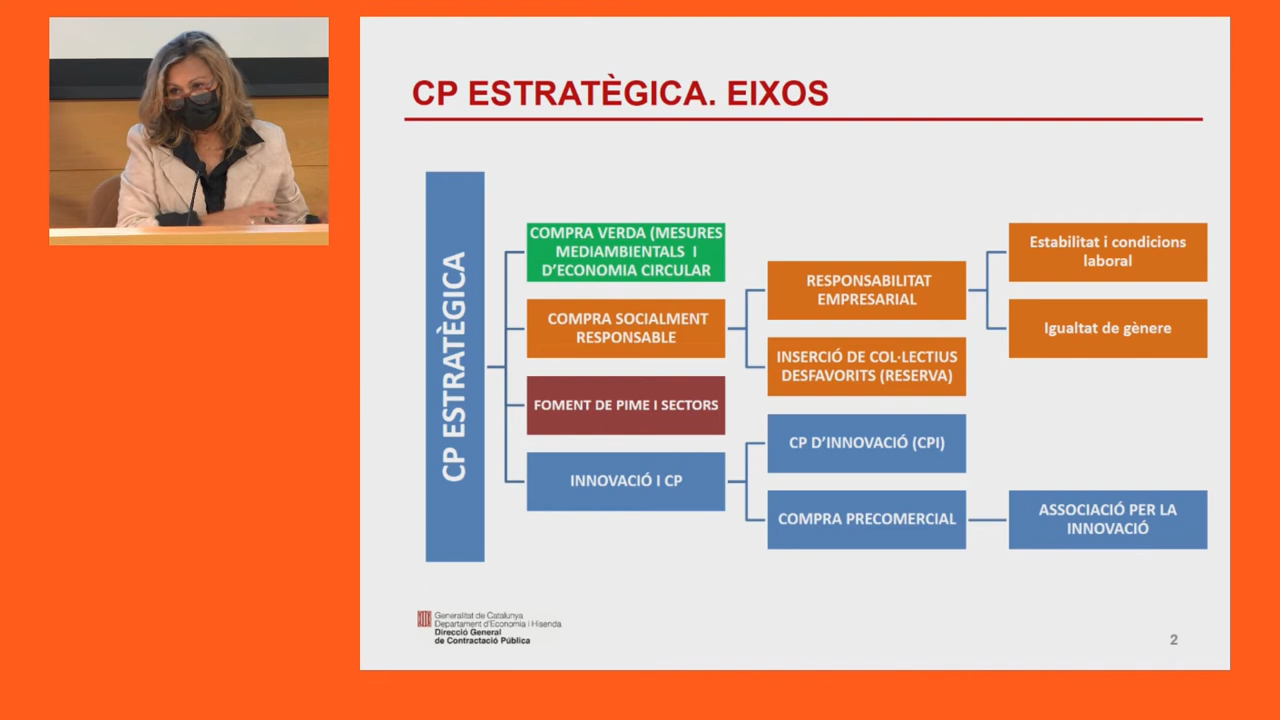 CP ESTRATÈGICA. EIXOS
CP ESTRATÈGICA
COMPRA VERDA (MESURES
MEDIAMBIENTALS I
D'ECONOMIA CIRCULAR
COMPRA SOCIALMENT
RESPONSABLE
FOMENT DE PIME I SECTORS
INNOVACIÓ I CP
RESPONSABILITAT
EMPRESARIAL
INSERCIÓ DE COL·LECTIUS
DESFAVORITS (RESERVA)
CP D'INNOVACIÓ (CPI)
COMPRA PRECOMERCIAL
Estabilitat i condicions
laboral
Igualtat de gènere
ASSOCIACIÓ PER LA
INNOVACIÓ
Generalitat de Catalunya
Departament d'Economia i Hisenda
Direcció General
de Contractació Pública
2